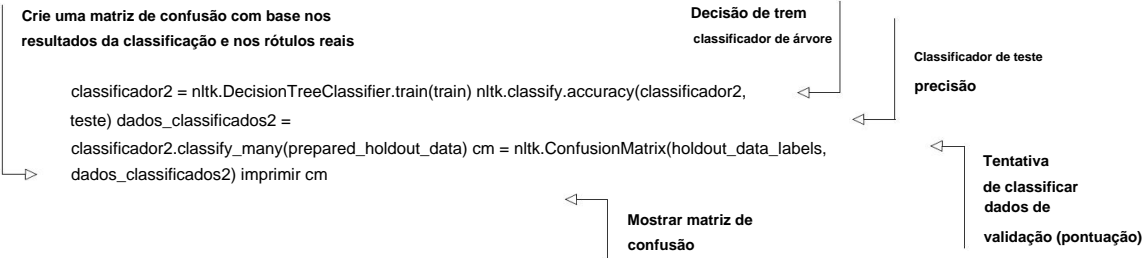 Crie uma matriz de confusão com base nos
resultados da classificação e nos rótulos reais
Decisão de trem
classificador de árvore
Classificador de teste
precisão
classificador2 = nltk.DecisionTreeClassifier.train(train) nltk.classify.accuracy(classificador2,
teste) dados_classificados2 =
classificador2.classify_many(prepared_holdout_data) cm = nltk.ConfusionMatrix(holdout_data_labels,
dados_classificados2) imprimir cm
Tentativa
de classificar
dados de
validação (pontuação)
Mostrar matriz de
confusão